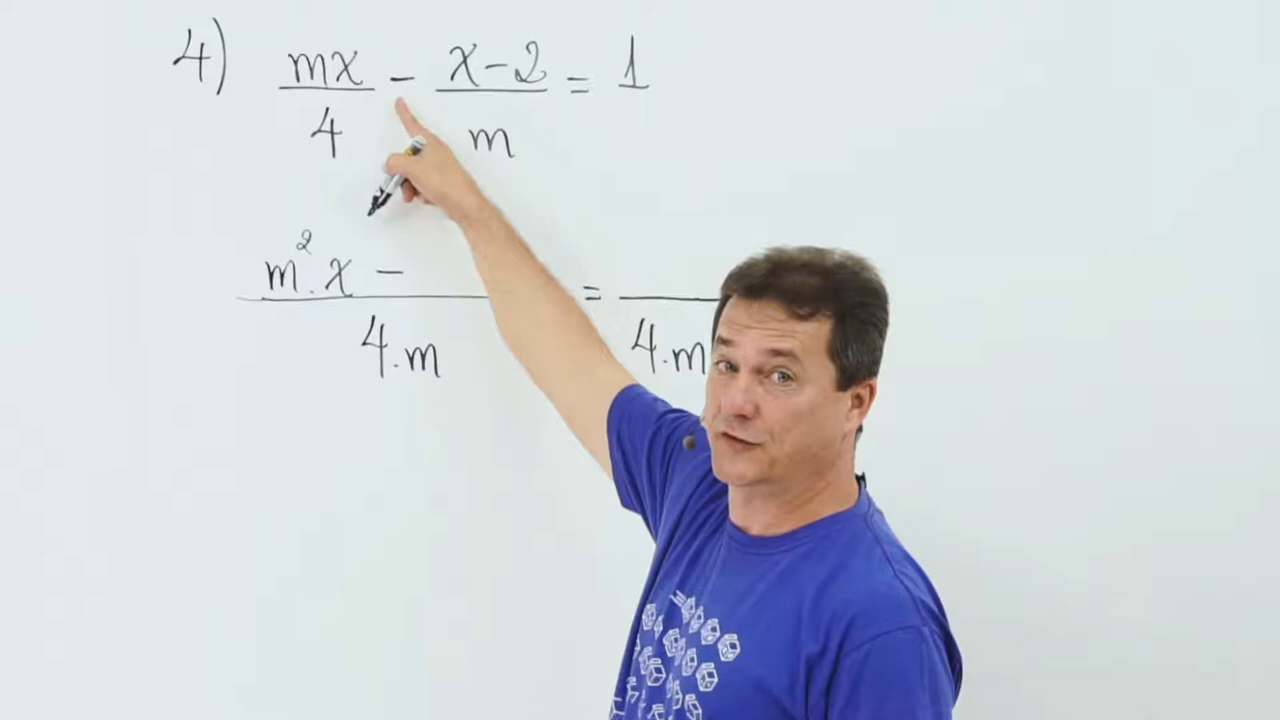 4) mx/4 - x-2/m = 1
m².x - /4.m = /4.m